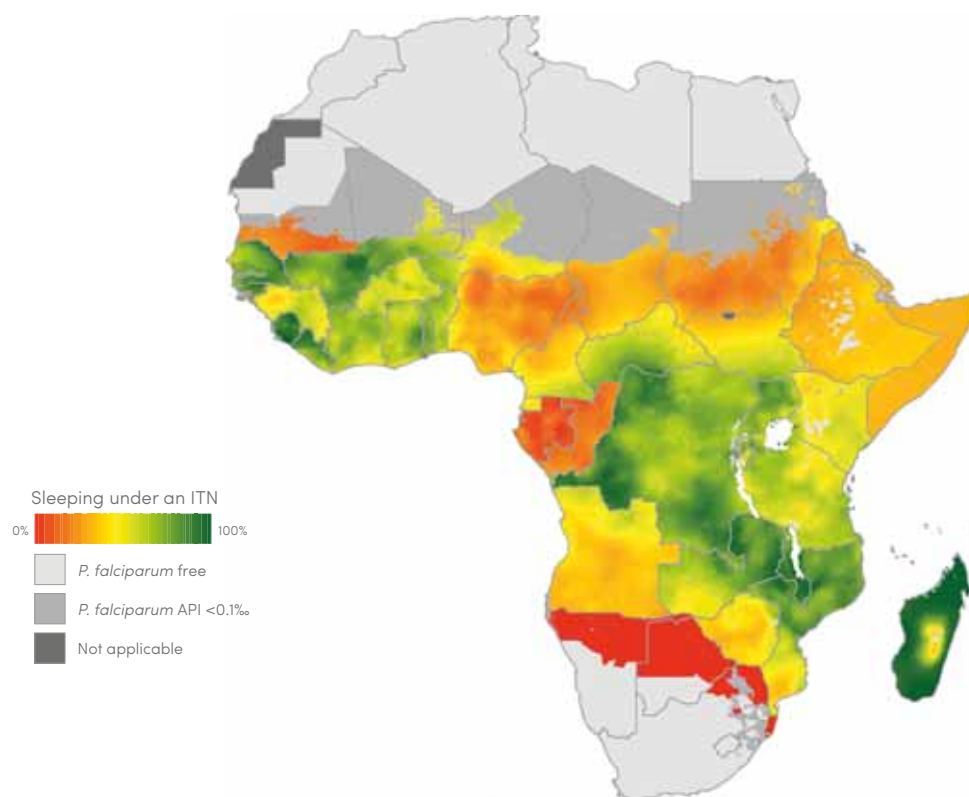 Sleeping under an ITN
0% 100%
P. falciparum free
P. falciparum API <0.1‰
Not applicable